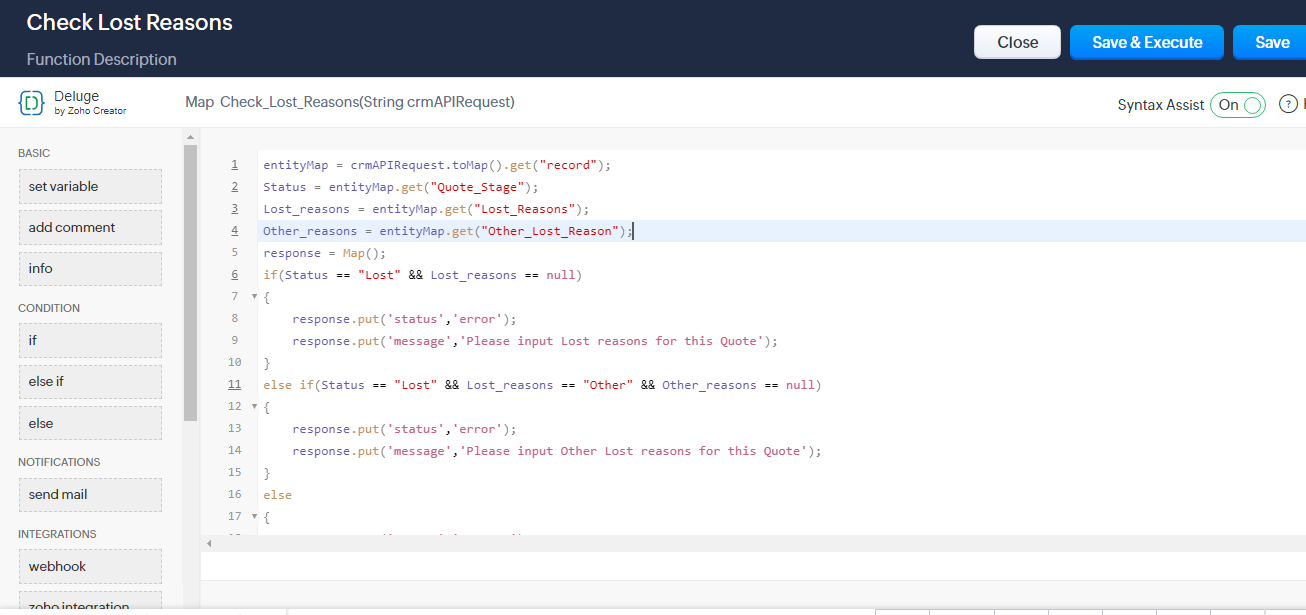 Check Lost Reasons
Function Description
Close
Save & Execute
Save
Deluge
by Zoho Creator
Map Check_Lost_Reasons(String crmAPIRequest)
Syntax Assist
On
?
BASIC
set variable
add comment
info
CONDITION
if
else if
else
NOTIFICATIONS
send mail
INTEGRATIONS
webhook
zoho integration
1 entityMap = crmAPIRequest.toMap().get("record");
2 Status = entityMap.get("Quote_Stage");
3 Lost_reasons = entityMap.get("Lost_Reasons");
4 Other_reasons = entityMap.get("Other_Lost_Reason");
5 response = Map();
6 if(Status == "Lost" && Lost_reasons == null)
7 {
8 response.put('status','error');
9 response.put('message','Please input Lost reasons for this Quote');
10 }
11 else if(Status == "Lost" && Lost_reasons == "Other" && Other_reasons == null)
12 {
13 response.put('status','error');
14 response.put('message','Please input Other Lost reasons for this Quote');
15 }
16 else
17 {